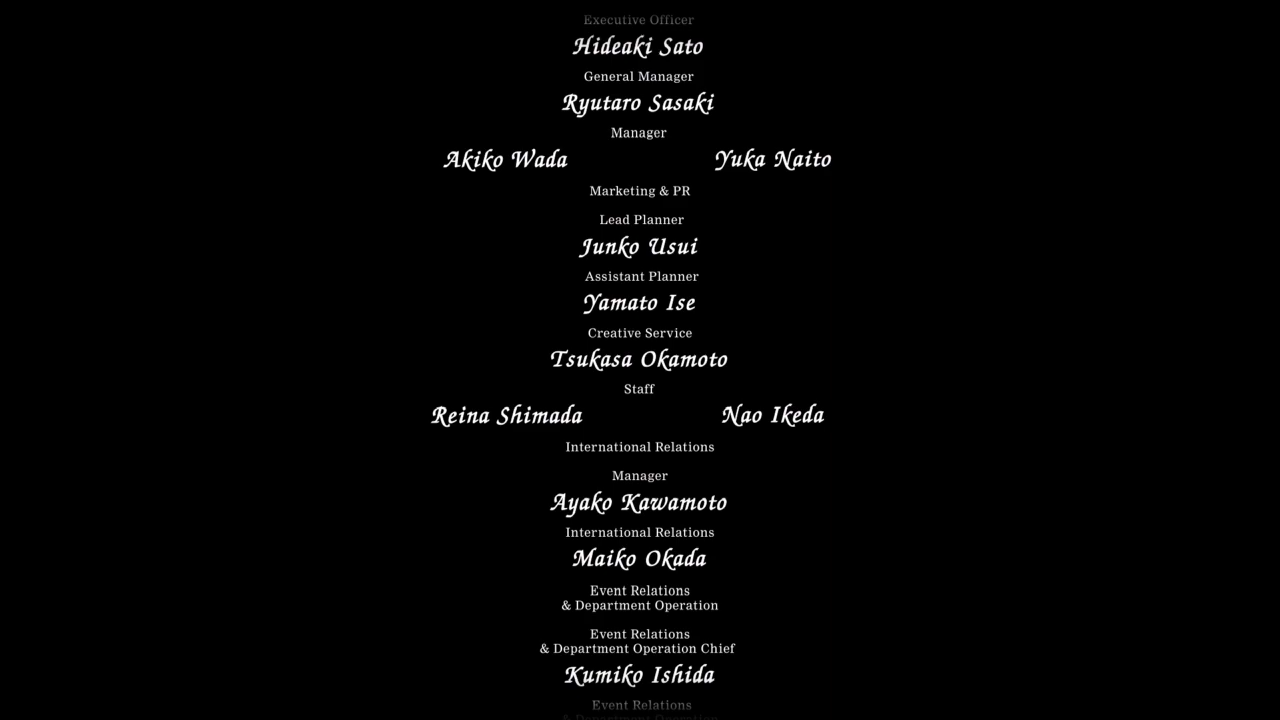 Executive Officer
Hideaki Sato
General Manager
Ryutaro Sasaki
Manager
Akiko Wada Yuka Naito
Marketing & PR
Lead Planner
Junko Usui
Assistant Planner
Yamato Ise
Creative Service
Tsukasa Okamoto
Staff
Reina Shimada Nao Ikeda
International Relations
Manager
Ayako Kawamoto
International Relations
Maiko Okada
Event Relations
& Department Operation
Event Relations
& Department Operation Chief
Kumiko Ishida
Event Relations
& Department Operation